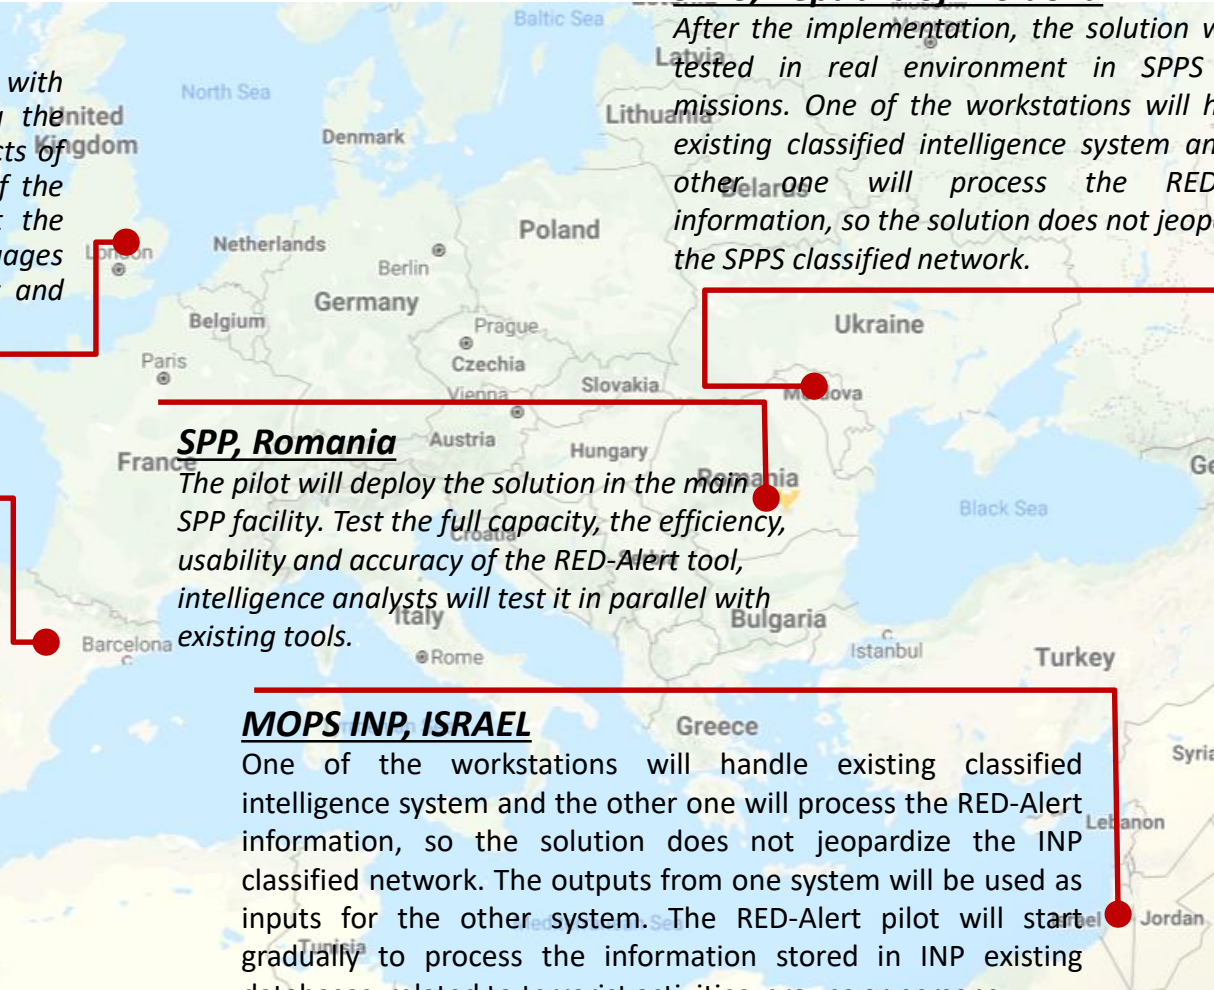 Baltic Sea
Moscow
After the implementation, the solution
Latvia
tested in real environment in SPPS
North Sea
with
the
United
Lithuania
missions. One of the workstations will
Denmark
Kingdom
of
existing classified intelligence system
the
Belarus
other one will process the RED
the
Poland
information, so the solution does not
Netherlands
London
Berlin
and
the SPPS classified network.
Germany
Belgium
Prague
Ukraine
Paris
Czechia
Slovakia
Moldova
Vienna
SPP, Romania
Austria
Hungary
France
Romania
The pilot will deploy the solution in the main
Black Sea
SPP facility. Test the full capacity, the efficiency,
Croatia
Serbia
usability and accuracy of the RED-Alert tool,
intelligence analysts will test it in parallel with
Italy
Bulgaria
Barcelona
existing tools.
Istanbul
Rome
Turkey
MOPS INP, ISRAEL
Greece
One of the workstations will handle existing classified
intelligence system and the other one will process the RED-Alert
Lebanon
information, so the solution does not jeopardize the INP
classified network. The outputs from one system will be used as
inputs for the other system. The RED-Alert pilot will start
Mediterranean Sea
Israel
Jordan
Tunisia
gradually to process the information stored in INP existing